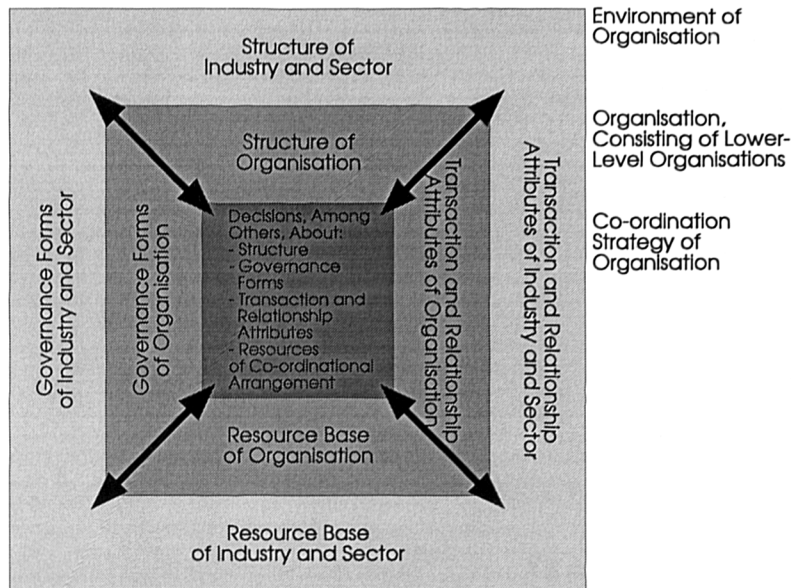 Environment of
Organisation
Structure of
Industry and Sector
Organisation,
Consisting of Lower-
Level Organisations
Structure of
Organisation
Co-ordination
Strategy of
Organisation
Governance Forms
of Industry and Sector
Governance Forms
of Organisation
Decisions, Among
Others, About:
- Structure
- Governance
Forms
- Transaction and
Relationship
Attributes
- Resources
of Co-ordinational
Arrangement
Transaction and Relationship
Attributes of Organisation
Transaction and Relationship
Attributes of Industry and Sector
Resource Base
of Organisation
Resource Base
of Industry and Sector